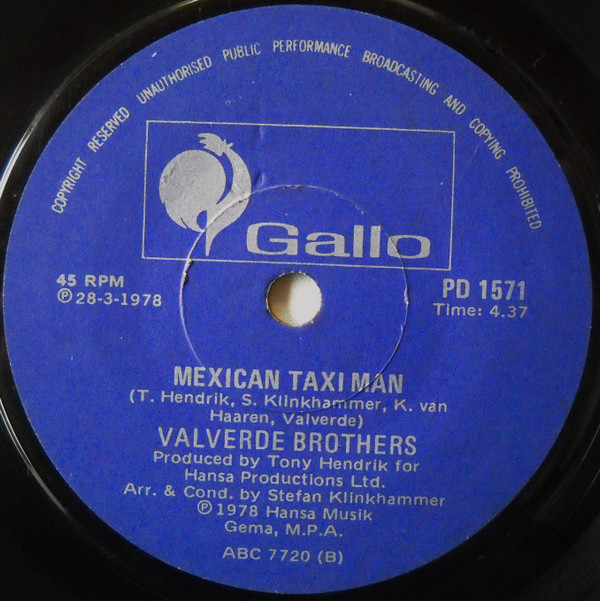 COPYRIGHT RESERVED UNAUTHORISED PUBLIC PERFORMANCE BROADCASTING AND COPYING PROHIBITED
Gallo
45 RPM
℗ 28-3-1978
PD 1571
Time: 4.37
MEXICAN TAXI MAN
(T. Hendrik, S. Klinkhammer, K. van
Haaren, Valverde)
VALVERDE BROTHERS
Produced by Tony Hendrik for
Hansa Productions Ltd.
Arr. & Cond. by Stefan Klinkhammer
℗ 1978 Hansa Musik
Gema, M.P.A.
ABC 7720 (B)